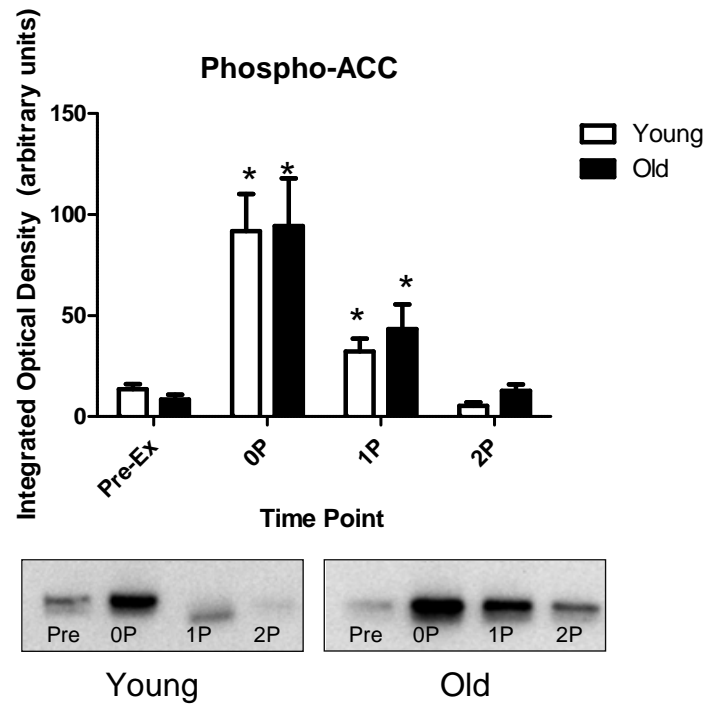 Phospho-ACC
Integrated Optical Density (arbitrary units)
150
100
50
0
* *
* *
Young
Old
Pre-Ex 0P 1P 2P
Time Point
Pre 0P 1P 2P Pre 0P 1P 2P
Young Old